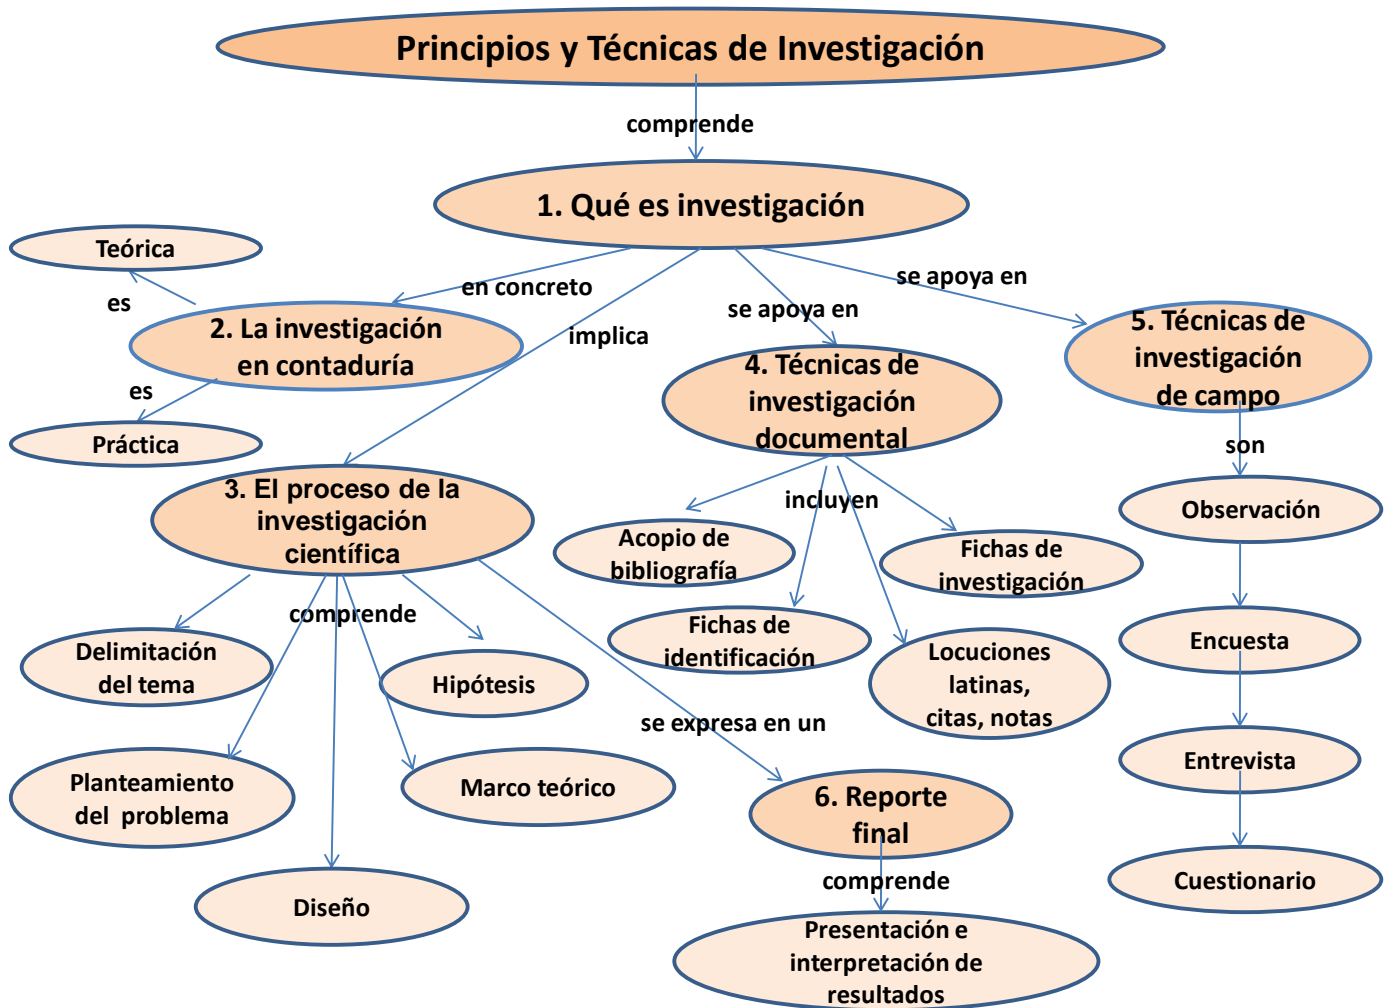 Principios y Técnicas de Investigación
comprende
1. Qué es investigación
Teórica
es
en concreto
se apoya en
se apoya en
2. La investigación
en contaduría
implica
5. Técnicas de
investigación
de campo
4. Técnicas de
investigación
documental
es
Práctica
son
3. El proceso de la
investigación
científica
incluyen
Observación
Acopio de
bibliografía
Fichas de
investigación
comprende
Fichas de
identificación
Encuesta
Delimitación
del tema
Hipótesis
Locuciones
latinas,
citas, notas
se expresa en un
Entrevista
Planteamiento
del problema
Marco teórico
6. Reporte
final
Cuestionario
comprende
Diseño
Presentación e
interpretación de
resultados